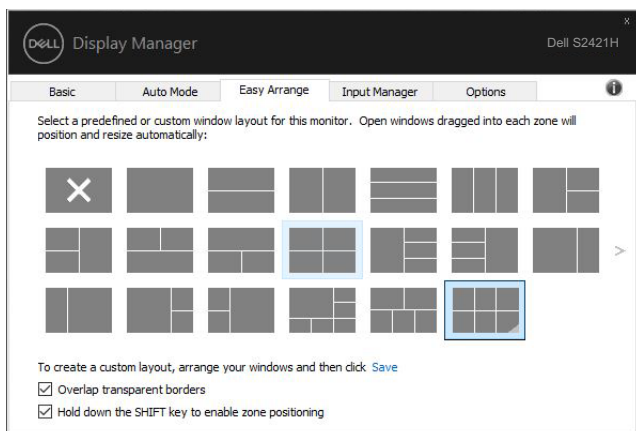 x
DELL Display Manager Dell S2421H
Basic Auto Mode Easy Arrange Input Manager Options
Select a predefined or custom window layout for this monitor. Open windows dragged into each zone will
position and resize automatically:
To create a custom layout, arrange your windows and then click Save
Overlap transparent borders
Hold down the SHIFT key to enable zone positioning